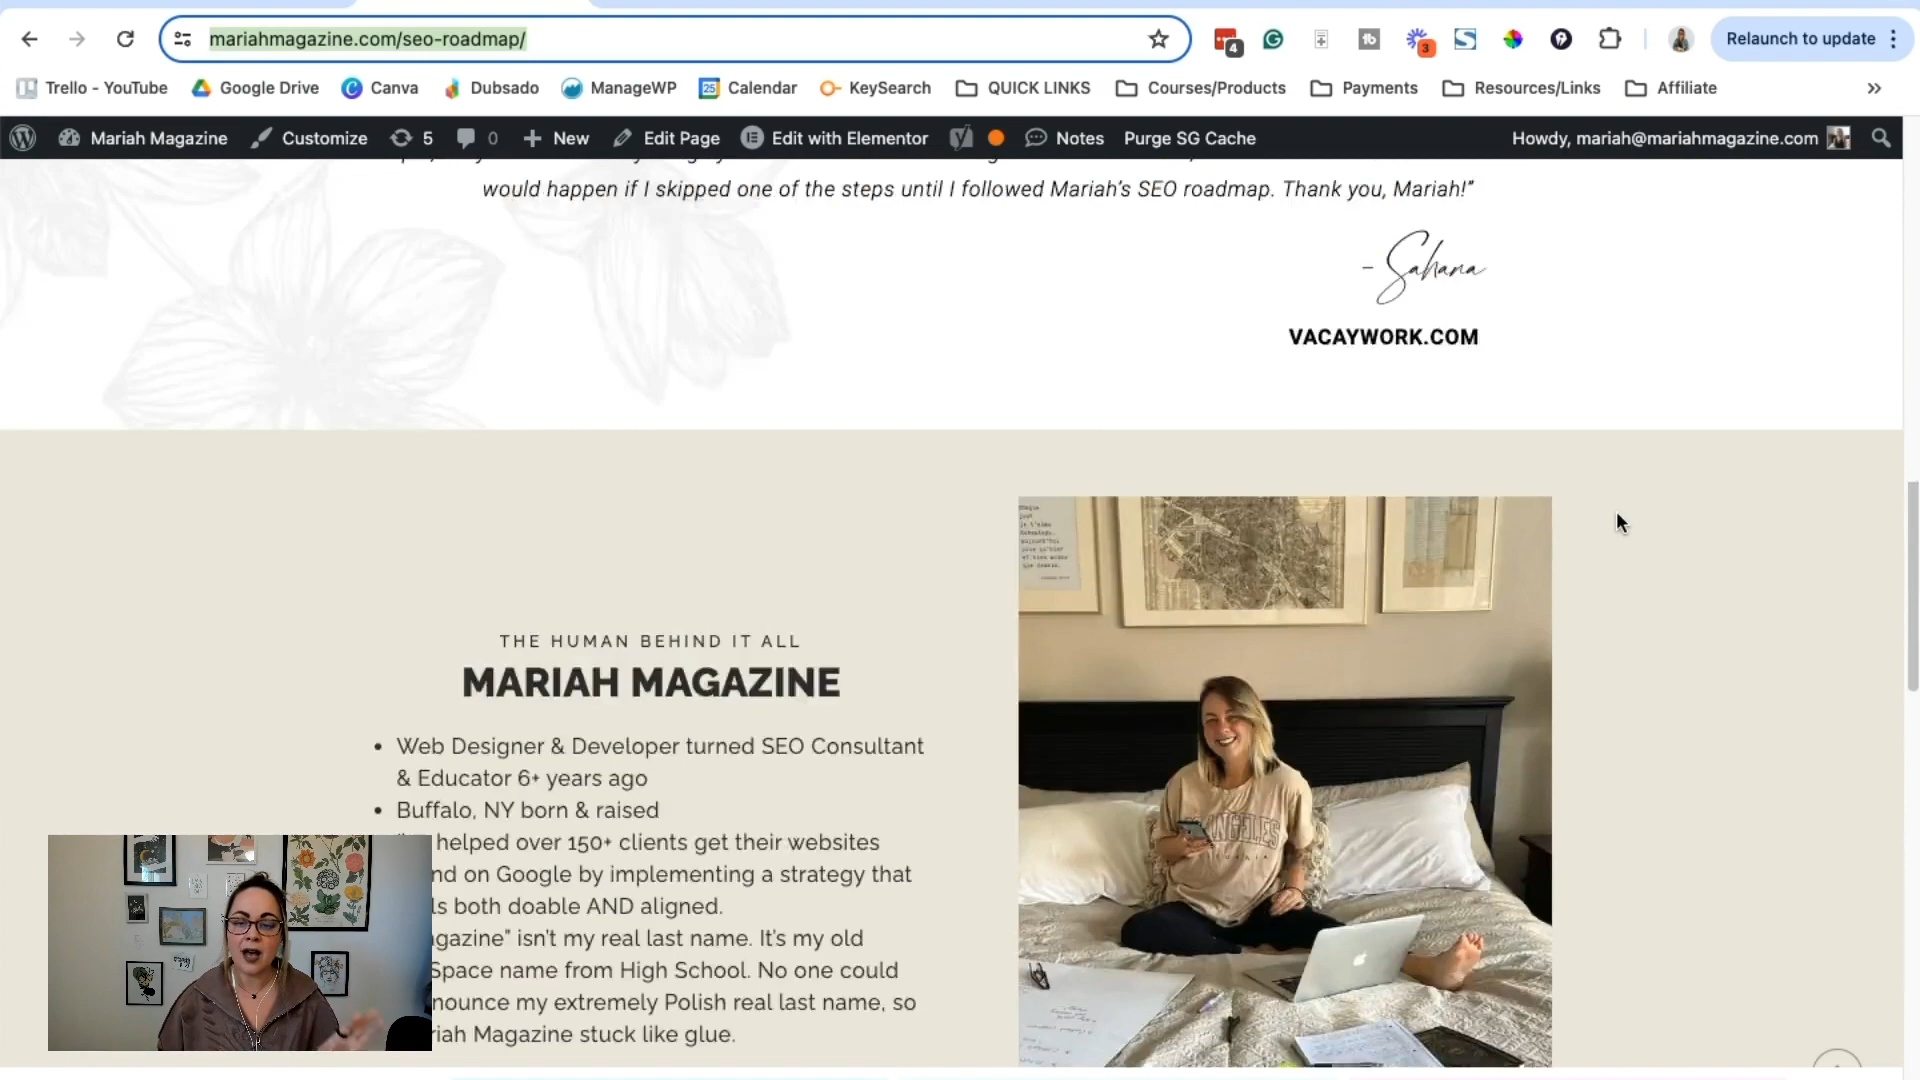 mariahmagazine.com/seo-roadmap/
4
3
Relaunch to update
Trello - YouTube
Google Drive
Canva
Dubsado
ManageWP
25
Calendar
KeySearch
QUICK LINKS
Courses/Products
Payments
Resources/Links
Affiliate
Mariah Magazine
Customize
5
0
New
Edit Page
Edit with Elementor
Notes
Purge SG Cache
Howdy, mariah@mariahmagazine.com
would happen if I skipped one of the steps until I followed Mariah's SEO roadmap. Thank you, Mariah!"
- Sahana
VACAYWORK.COM
THE HUMAN BEHIND IT ALL
MARIAH MAGAZINE
• Web Designer & Developer turned SEO Consultant
& Educator 6+ years ago
• Buffalo, NY born & raised
helped over 150+ clients get their websites
nd on Google by implementing a strategy that
ls both doable AND aligned.
gazine" isn't my real last name. It's my old
Space name from High School. No one could
nounce my extremely Polish real last name, so
riah Magazine stuck like glue.